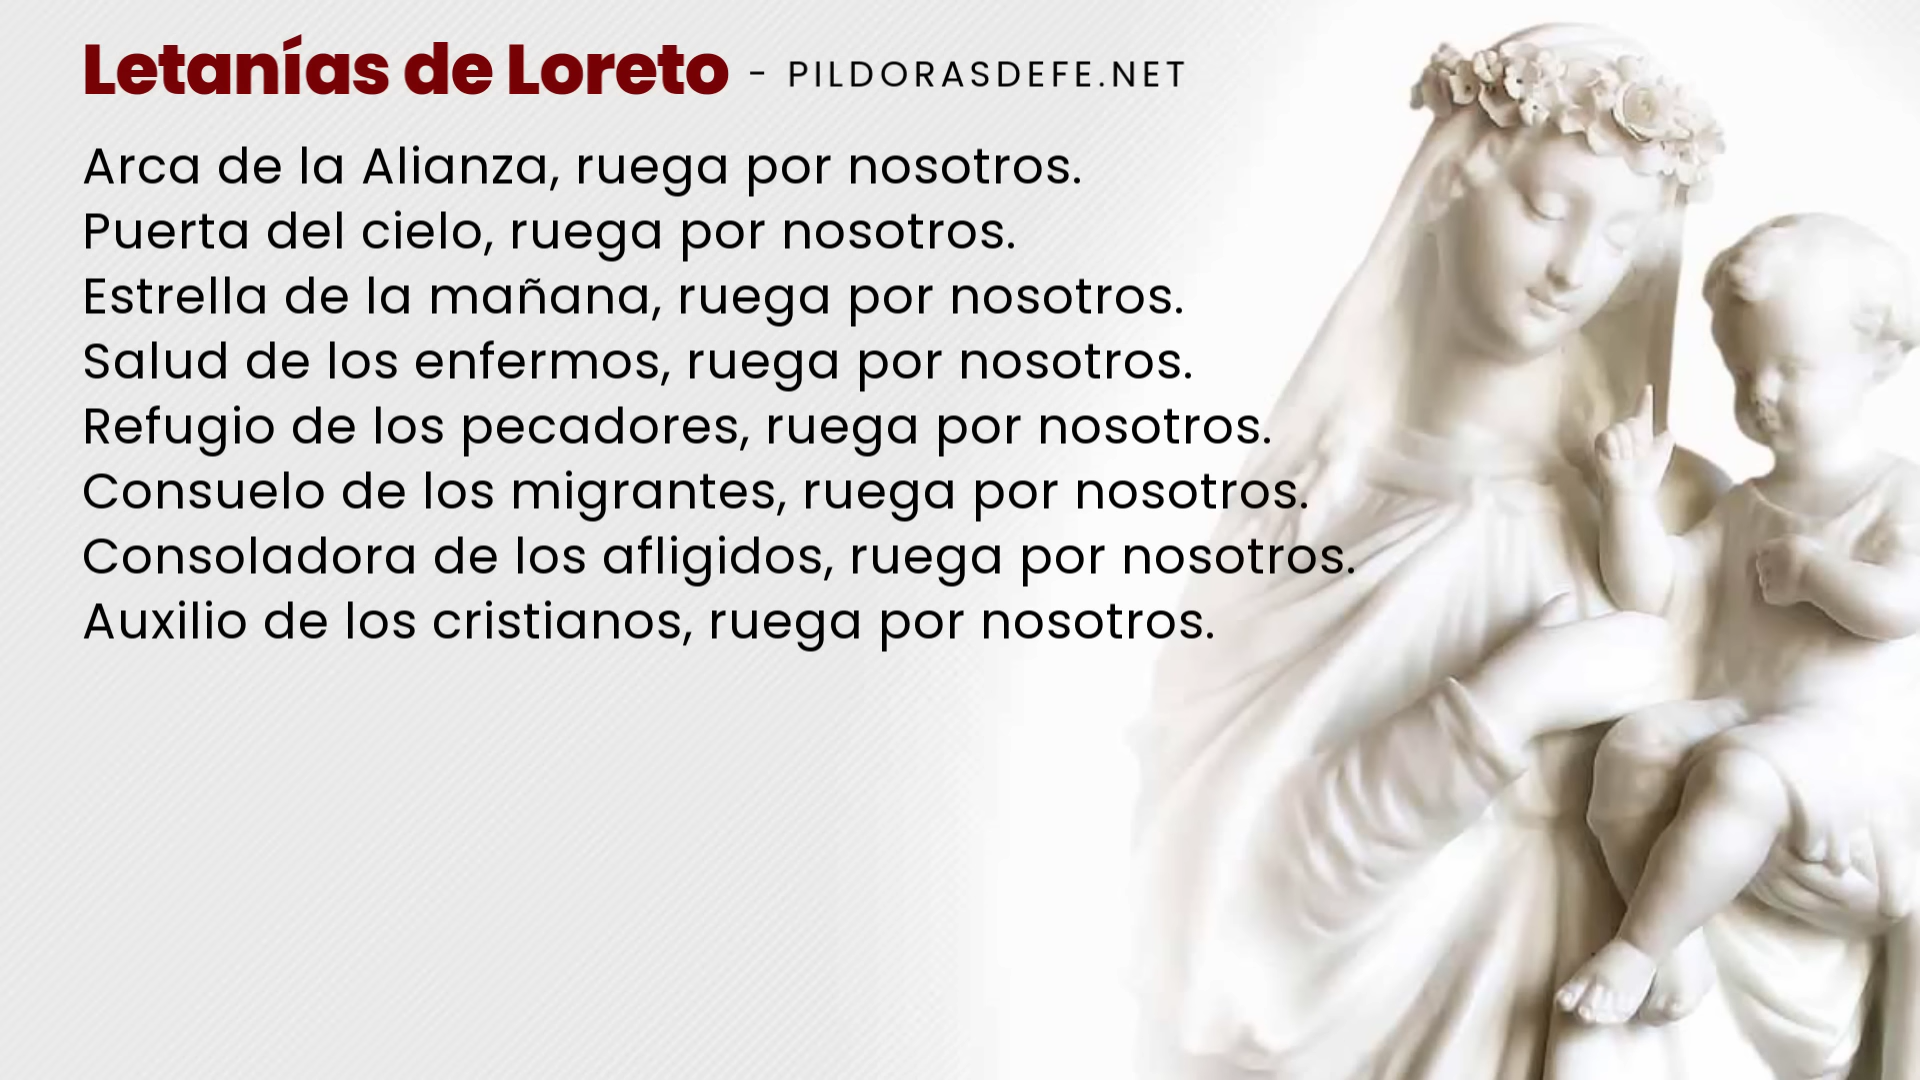 Letanías de Loreto - PILDORASDEFE.NET
Arca de la Alianza, ruega por nosotros.
Puerta del cielo, ruega por nosotros.
Estrella de la mañana, ruega por nosotros.
Salud de los enfermos, ruega por nosotros.
Refugio de los pecadores, ruega por nosotros.
Consuelo de los migrantes, ruega por nosotros.
Consoladora de los afligidos, ruega por nosotros.
Auxilio de los cristianos, ruega por nosotros.